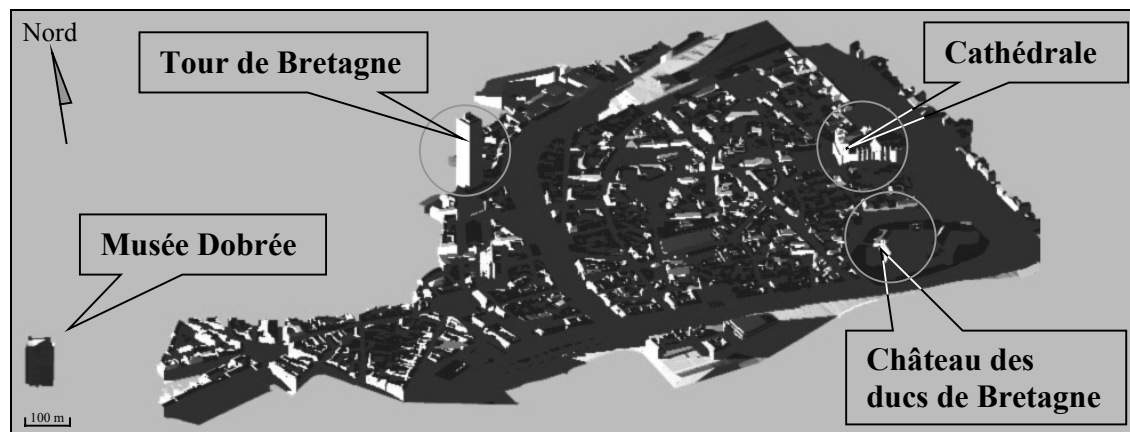 Nord
Tour de Bretagne
Cathédrale
Musée Dobrée
Château des
ducs de Bretagne
100 m